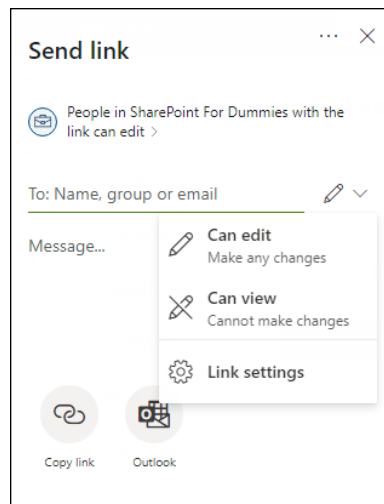 Send link
People in SharePoint For Dummies with the
link can edit >
To: Name, group or email
Message...
Can edit
Make any changes
Can view
Cannot make changes
Link settings
Copy link
Outlook